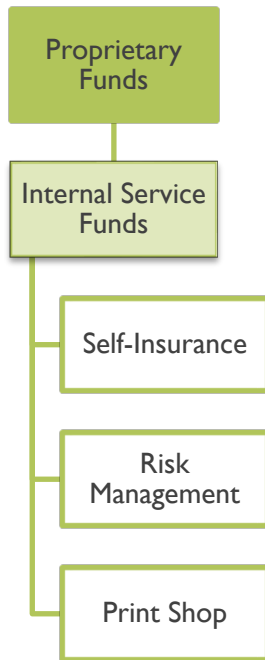 Proprietary
Funds
Internal Service
Funds
Self-Insurance
Risk
Management
Print Shop